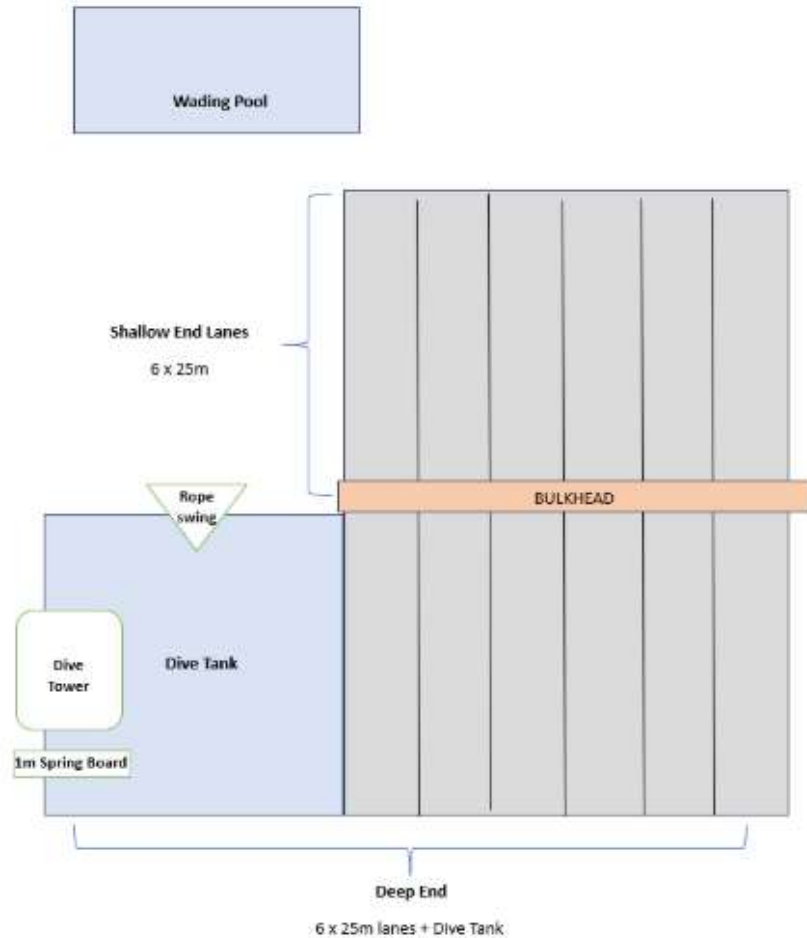 Wading Pool
Shallow End Lanes
6 x 25m
Rope
swing
BULKHEAD
Dive
Tower
Dive Tank
1m Spring Board
Deep End
6 x 25m lanes + Dive Tank